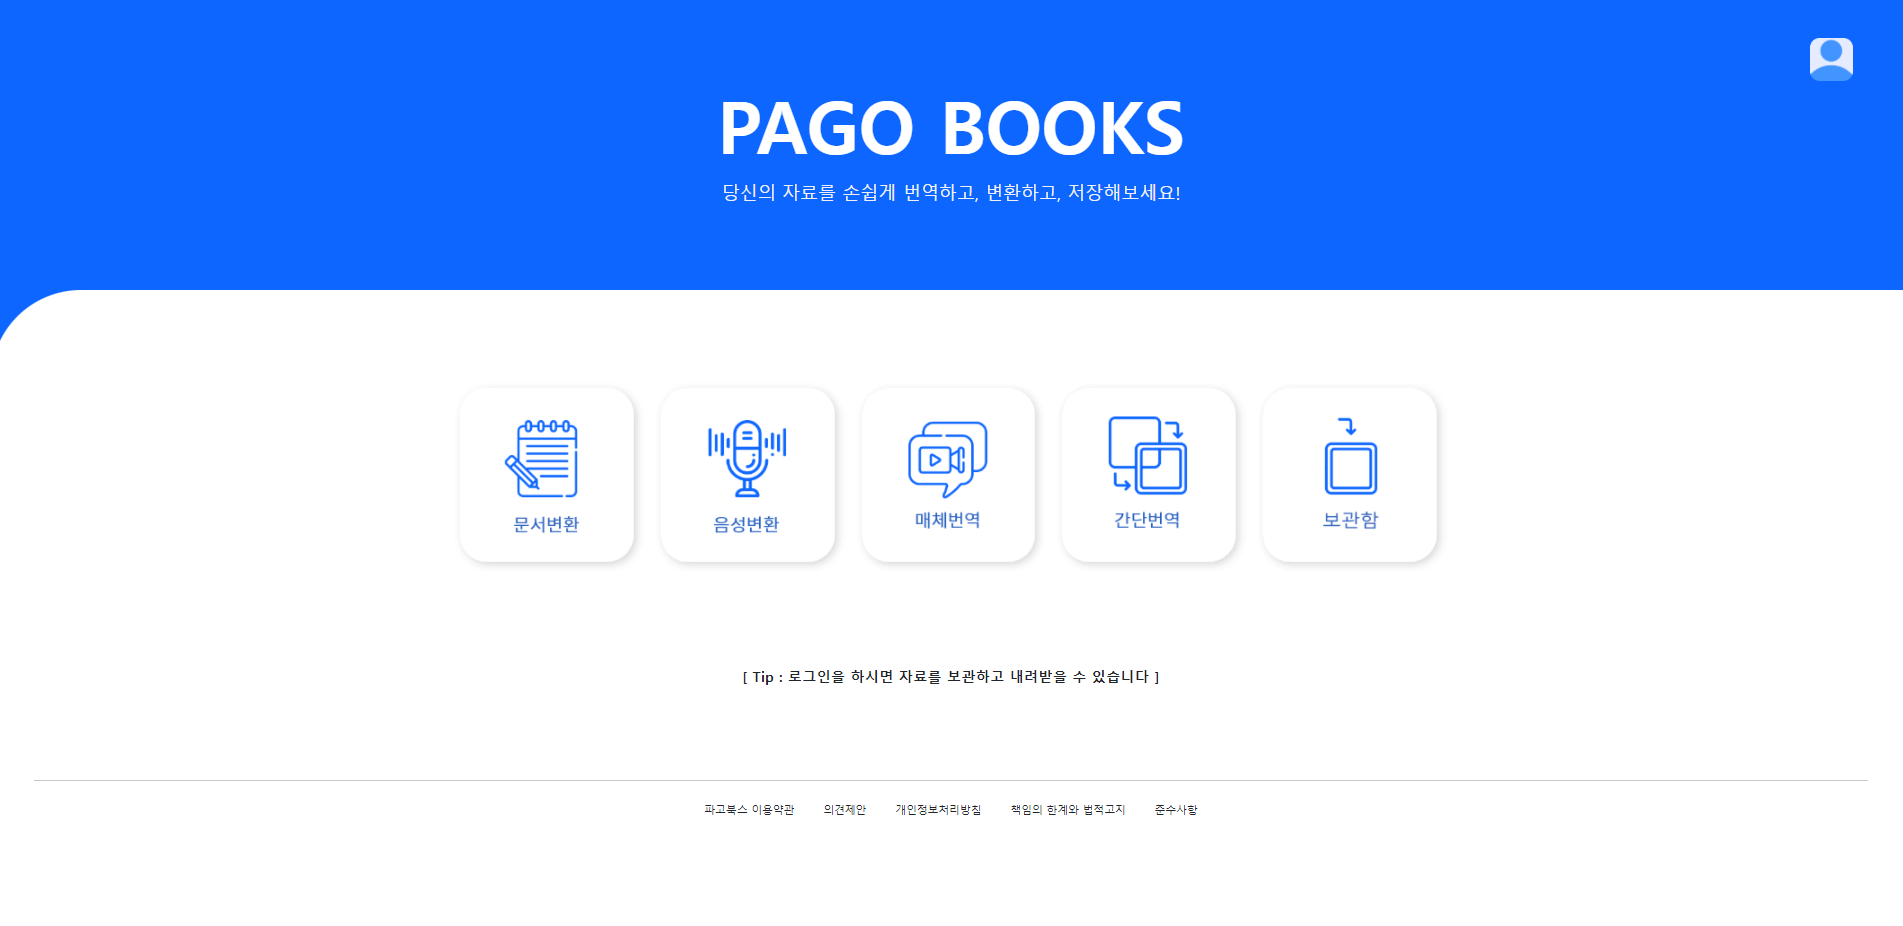 PAGO BOOKS
당신의 자료를 손쉽게 번역하고, 변환하고, 저장해보세요!
문서변환
음성변환
매체번역
간단번역
보관함
[ Tip : 로그인을 하시면 자료를 보관하고 내려받을 수 있습니다 ]
파고북스 이용약관 의견제안 개인정보처리방침 책임의 한계와 법적고지 준수사항